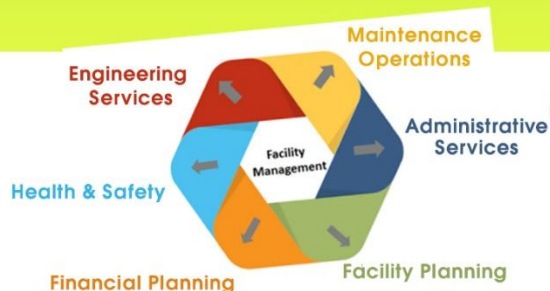 Maintenance
Operations
Engineering
Services
Administrative
Services
Facility
Management
Health & Safety
Facility Planning
Financial Planning